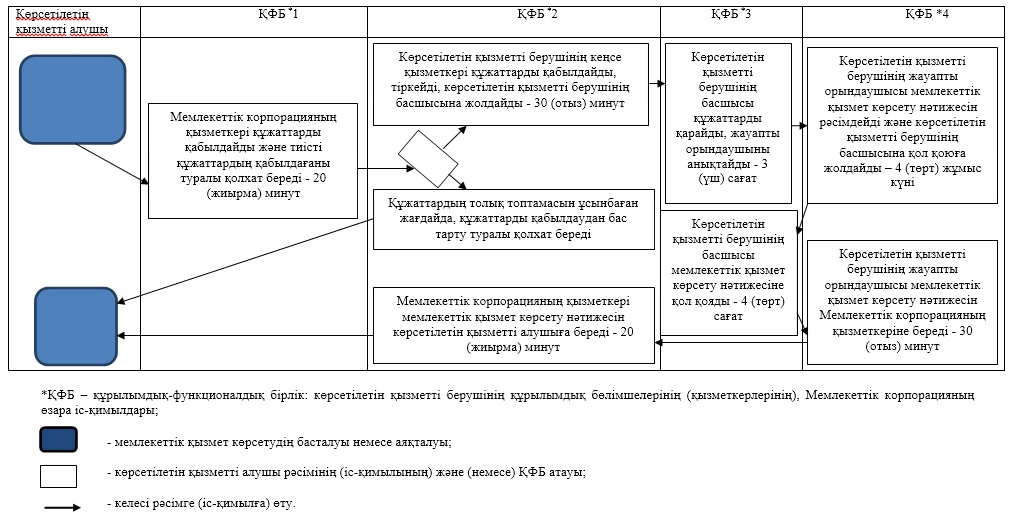 Көрсетілетін
қызметті алушы
ҚФБ *1
ҚФБ *2
ҚФБ *3
ҚФБ *4
Мемлекеттік корпорацияның
қызметкері құжаттарды
қабылдайды және тиісті
құжаттардың қабылдағаны
туралы қолхат береді - 20
(жиырма) минут
Көрсетілетін қызметті берушінің кеңсе
қызметкері құжаттарды қабылдайды,
тіркейді, көрсетілетін қызметті берушінің
басшысына жолдайды - 30 (отыз) минут
Құжаттардың толық топтамасын ұсынбаған
жағдайда, құжаттарды қабылдаудан бас
тарту туралы қолхат береді
Мемлекеттік корпорацияның қызметкері
мемлекеттік қызмет көрсету нәтижесін
көрсетілетін қызметті алушыға береді - 20
(жиырма) минут
Көрсетілетін
қызметті
берушінің
басшысы
құжаттарды
қарайды, жауапты
орындаушыны
анықтайды - 3
(үш) сағат
Көрсетілетін
қызметті берушінің
басшысы
мемлекеттік қызмет
көрсету нәтижесіне
қол қояды - 4 (төрт)
сағат
Көрсетілетін қызметті
берушінің жауапты
орындаушысы мемлекеттік
қызмет көрсету нәтижесін
рәсімдейді және көрсетілетін
қызметті берушінің
басшысына қол қоюға
жолдайды – 4 (төрт) жұмыс
күні
Көрсетілетін қызметті
берушінің жауапты
орындаушысы мемлекеттік
қызмет көрсету нәтижесін
Мемлекеттік корпорацияның
қызметкеріне береді - 30
(отыз) минут
*ҚФБ – құрылымдық-функционалдық бірлік: көрсетілетін қызметті берушінің құрылымдық бөлімшелерінің (қызметкерлерінің), Мемлекеттік корпорацияның
өзара іс-қимылдары;
- мемлекеттік қызмет көрсетудің басталуы немесе аяқталуы;
- көрсетілетін қызметті алушы рәсімінің (іс-қимылының) және (немесе) ҚФБ атауы;
- келесі рәсімге (іс-қимылға) өту.